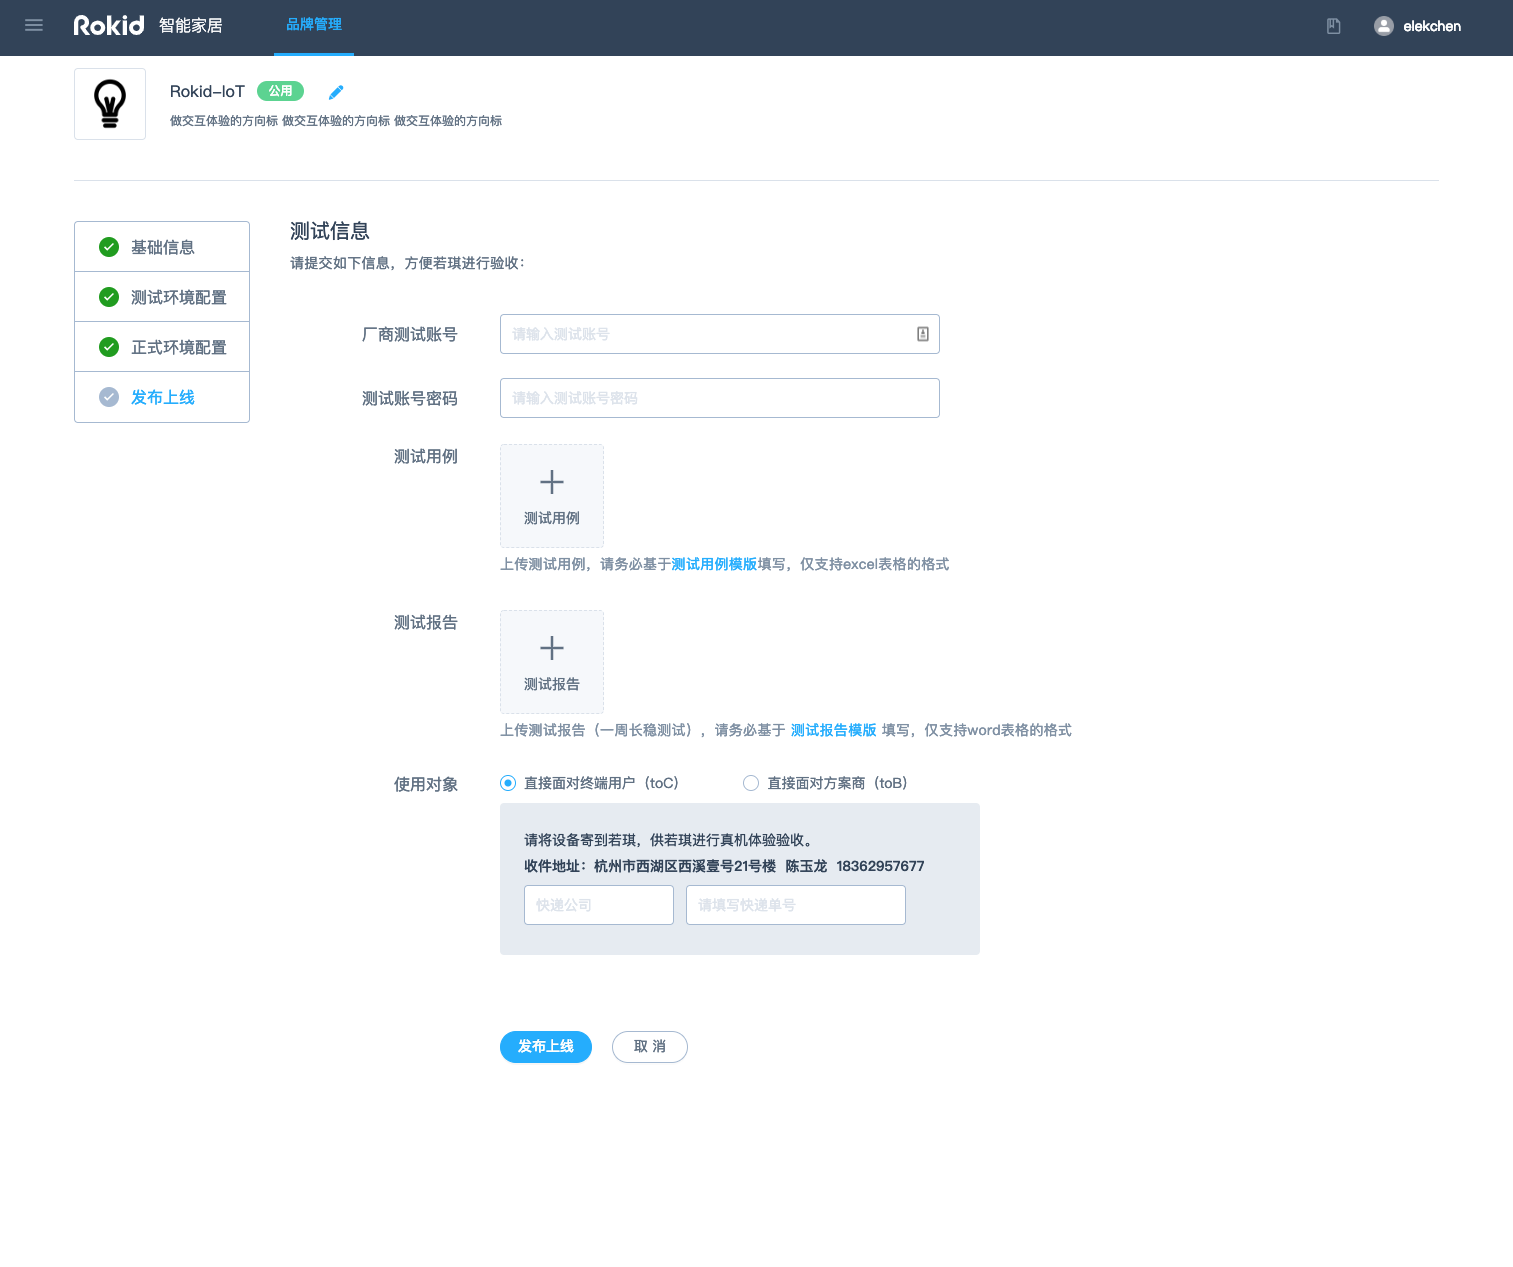 Rokid 智能家居 品牌管理 elekchen
Rokid-IoT 公用
做交互体验的方向标 做交互体验的方向标 做交互体验的方向标
基础信息
测试环境配置
正式环境配置
发布上线
测试信息
请提交如下信息，方便若琪进行验收：
厂商测试账号 请输入测试账号
测试账号密码 请输入测试账号密码
测试用例
测试用例
上传测试用例，请务必基于测试用例模版填写，仅支持excel表格的格式
测试报告
测试报告
上传测试报告（一周长稳测试），请务必基于 测试报告模版 填写，仅支持word表格的格式
使用对象 直接面对终端用户（toC） 直接面对方案商（toB）
请将设备寄到若琪，供若琪进行真机体验验收。
收件地址：杭州市西湖区西溪壹号21号楼 陈玉龙 18362957677
快递公司 请填写快递单号
发布上线 取 消